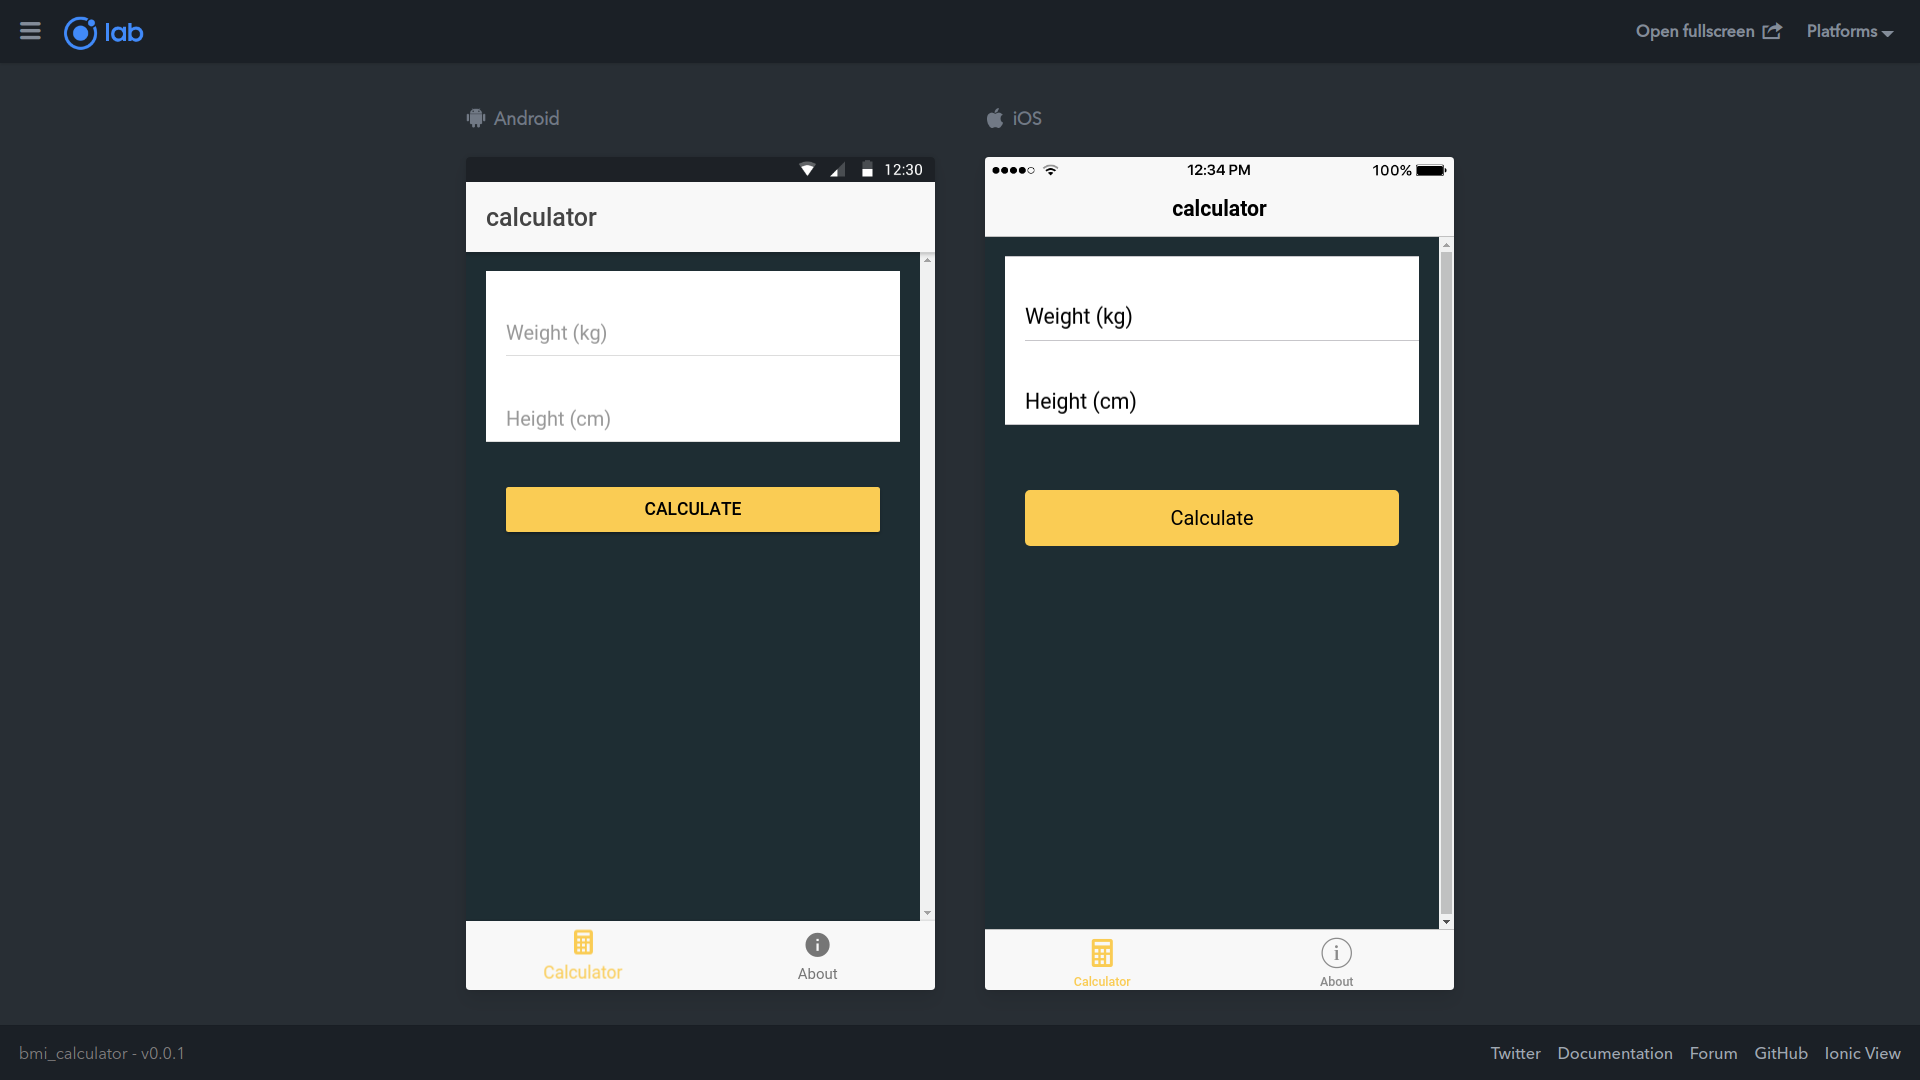 lab
Open fullscreen
Platforms
Android
iOS
12:30
calculator
Weight (kg)
Height (cm)
CALCULATE
Calculator
About
12:34 PM
100%
calculator
Weight (kg)
Height (cm)
Calculate
Calculator
About
bmi_calculator - v0.0.1
Twitter
Documentation
Forum
GitHub
Ionic View